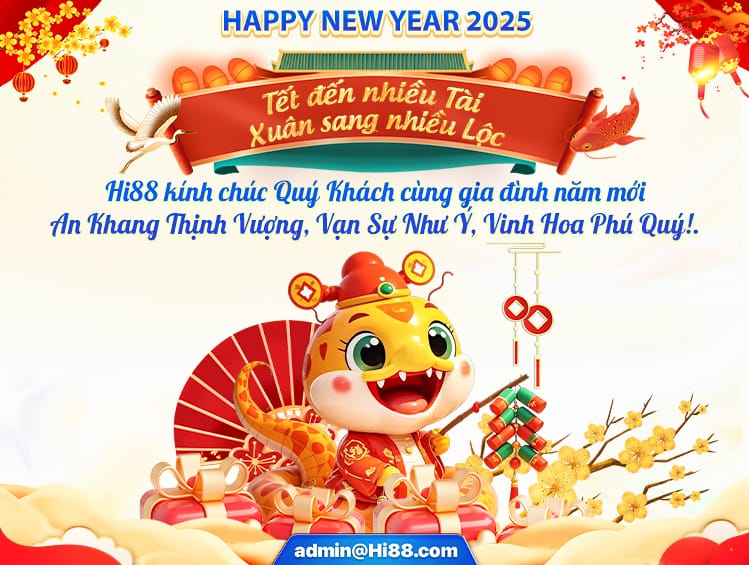 HAPPY NEW YEAR 2025
Tết đến nhiều Tài
Xuân sang nhiều Lộc
Hi88 kính chúc Quý Khách cùng gia đình năm mới
An Khang Thịnh Vượng, Vạn Sự Như Ý, Vinh Hoa Phú Quý!.
admin@Hi88.com